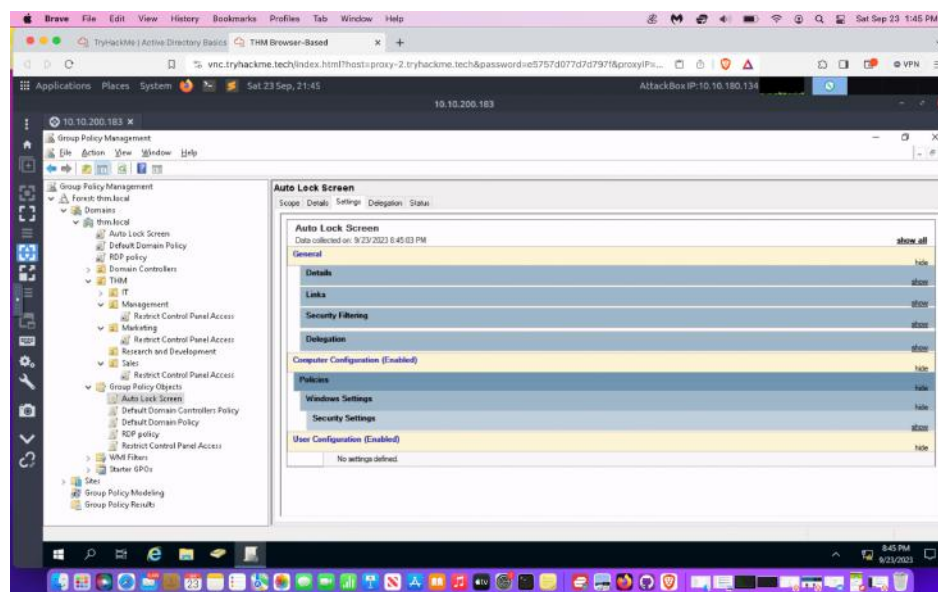 Brave File Edit View History Bookmarks Profiles Tab Window Help
Sat Sep 23 1:45 PM
TryHackMe | Active Directory Basics
THM Browser-Based
vnc.tryhackme.tech/index.html?host=proxy-2.tryhackme.tech&password=e5757d077d7d797f&proxyIP=...
VPN
Applications Places System
Sat 23 Sep, 21:45
AttackBox IP:10.10.180.134
10.10.200.183
10.10.200.183
Group Policy Management
File Action View Window Help
Group Policy Management
Forest: thm.local
Domains
thm.local
Auto Lock Screen
Default Domain Policy
RDP policy
Domain Controllers
THM
IT
Management
Restrict Control Panel Access
Marketing
Restrict Control Panel Access
Research and Development
Sales
Restrict Control Panel Access
Group Policy Objects
Auto Lock Screen
Default Domain Controllers Policy
Default Domain Policy
RDP policy
Restrict Control Panel Access
WMI Filters
Starter GPOs
Sites
Group Policy Modeling
Group Policy Results
Auto Lock Screen
Scope Details Settings Delegation Status
Auto Lock Screen
Data collected on: 9/23/2023 8:45:03 PM
show all
General
hide
Details
show
Links
show
Security Filtering
show
Delegation
show
Computer Configuration (Enabled)
hide
Policies
hide
Windows Settings
hide
Security Settings
show
User Configuration (Enabled)
hide
No settings defined.
8:45 PM
9/23/2023